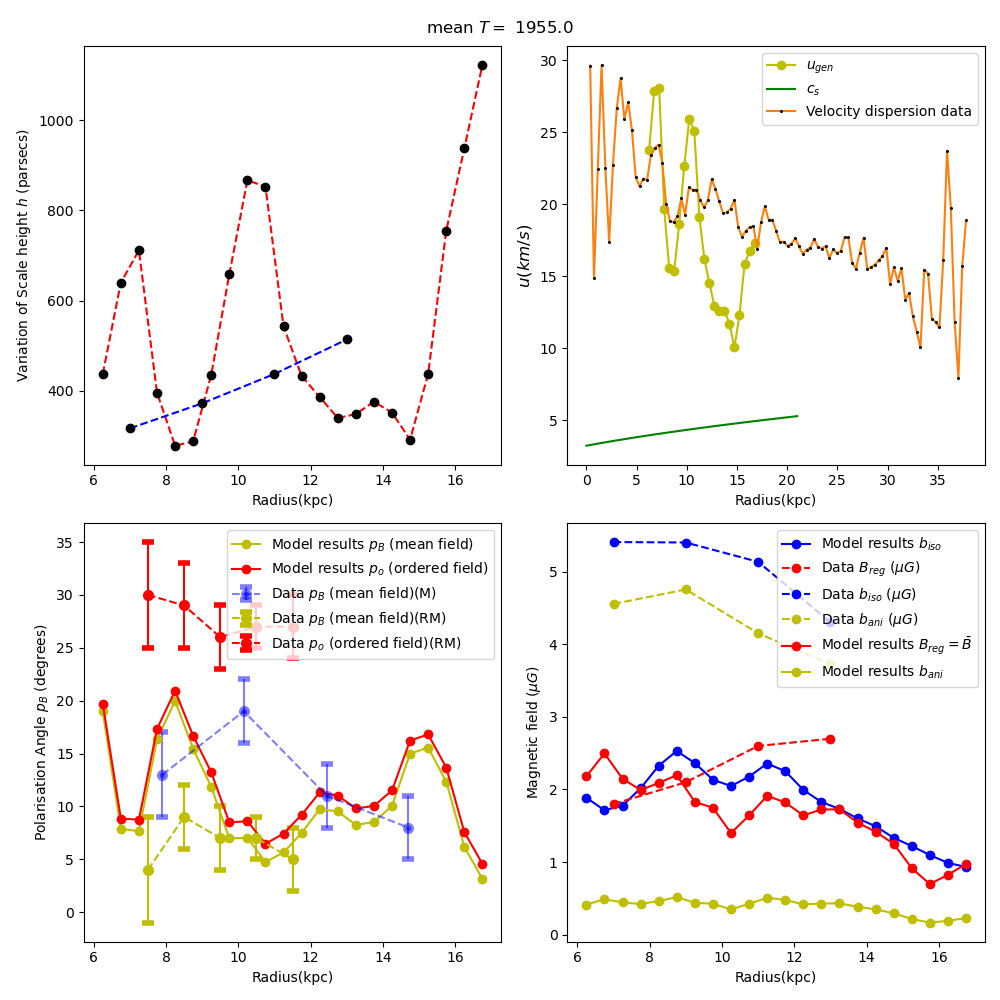 mean T = 1955.0
Variation of Scale height h (parsecs)
1000
800
600
400
6 8 10 12 14 16
Radius(kpc)
u(km/s)
30
25
20
15
10
5
0 5 10 15 20 25 30 35
Radius(kpc)
u_gen
c_s
Velocity dispersion data
Polarisation Angle p_B (degrees)
35
30
25
20
15
10
5
0
6 8 10 12 14 16
Radius(kpc)
Model results p_B (mean field)
Model results p_o (ordered field)
Data p_B (mean field)(M)
Data p_B (mean field)(RM)
Data p_o (ordered field)(RM)
Magnetic field (μG)
5
4
3
2
1
0
6 8 10 12 14 16
Radius(kpc)
Model results b_iso
Data B_reg (μG)
Data b_iso (μG)
Data b_ani (μG)
Model results B_reg = B̄
Model results b_ani